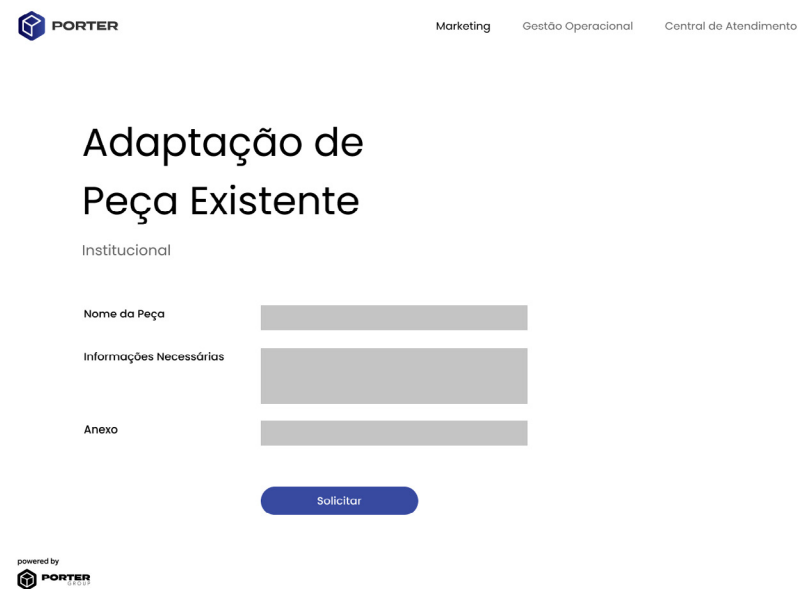 PORTER
Marketing
Gestão Operacional
Central de Atendimento
Adaptação de
Peça Existente
Institucional
Nome da Peça
Informações Necessárias
Anexo
Solicitar
powered by
PORTER
GROUP